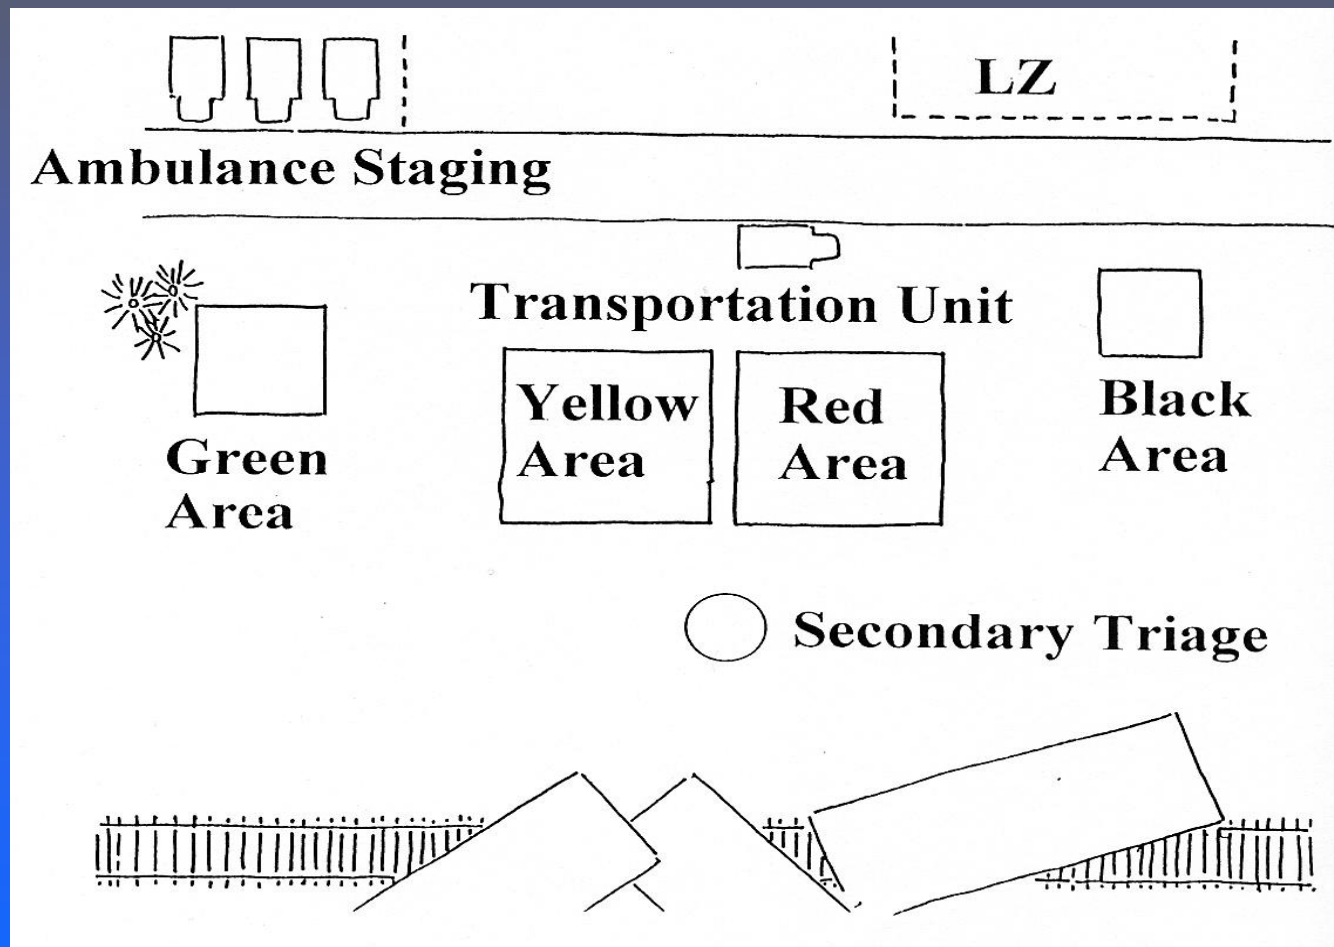 LZ
Ambulance Staging
Transportation Unit
Yellow
Area
Red
Area
Black
Area
Green
Area
Secondary Triage